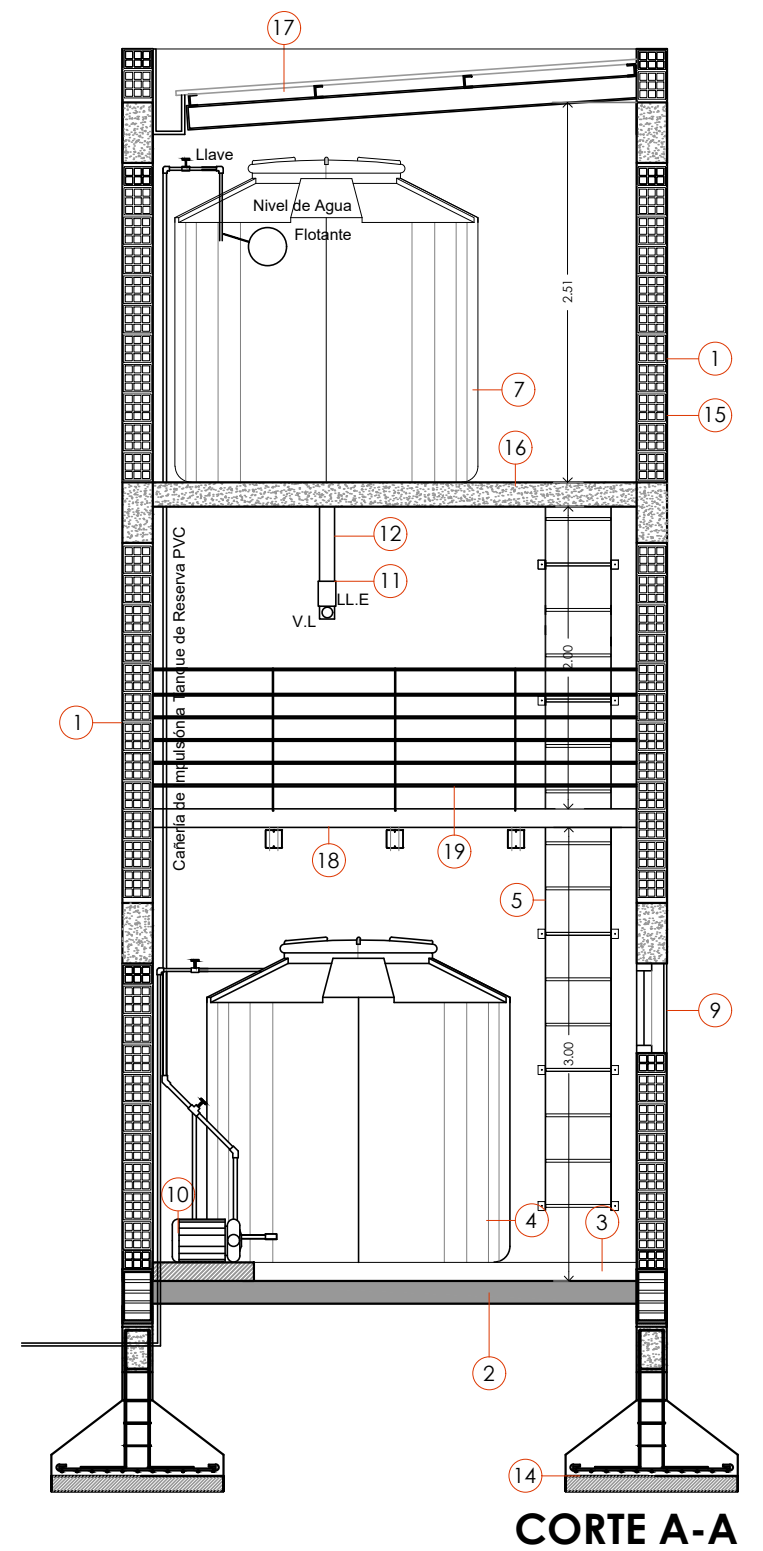 17
Llave
Nivel de Agua
Flotante
2.51
1
7
15
16
12
11
LL.E
V.L
Cañería de Impulsión a Tanque de Reserva PVC
2.00
1
18
19
5
9
3.00
10
4
3
2
14
CORTE A-A